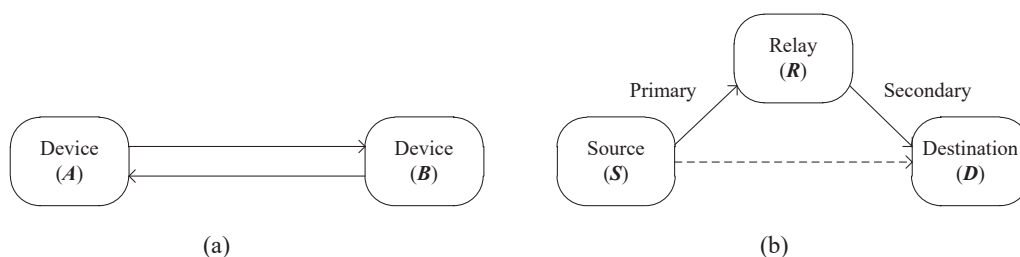 Device
(A)
Device
(B)
(a)
Relay
(R)
Primary
Secondary
Source
(S)
Destination
(D)
(b)